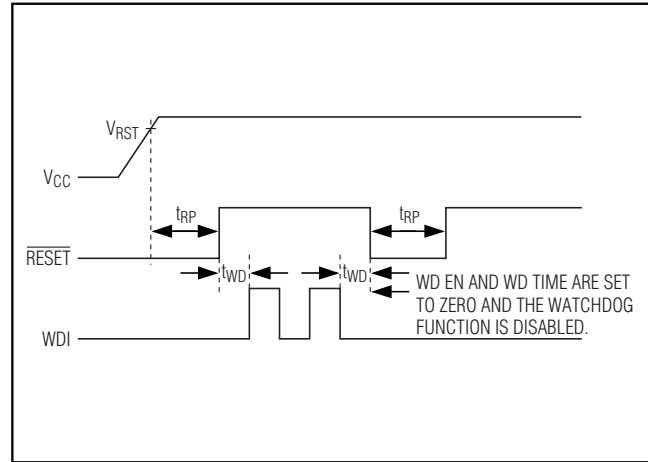 VRST
VCC
tRP
tRP
RESET
tWD
tWD
WD EN AND WD TIME ARE SET
TO ZERO AND THE WATCHDOG
FUNCTION IS DISABLED.
WDI